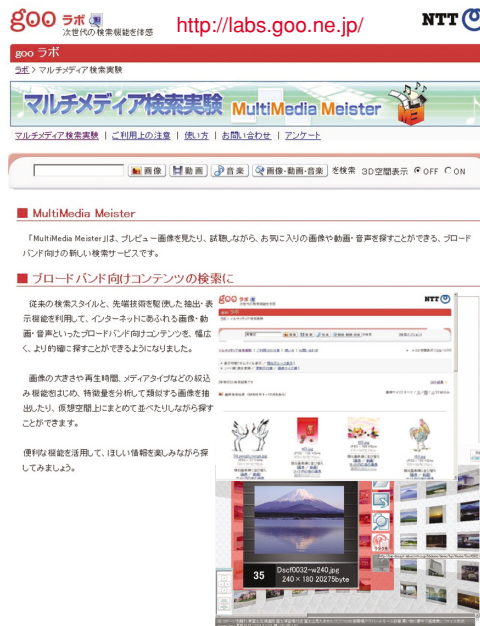 goo ラボ
次世代の検索機能を体感
http://labs.goo.ne.jp/
NTT
goo ラボ
ラボ > マルチメディア検索実験
マルチメディア検索実験 MultiMedia Meister
マルチメディア検索実験 | ご利用上の注意 | 使い方 | お問い合わせ | アンケート
画像 動画 音楽 画像・動画・音楽 を検索 3D空間表示 OFF ON
■ MultiMedia Meister
「MultiMedia Meister」は、プレビュー画像を見たり、試聴しながら、お気に入りの画像や動画・音声を探すことができる、ブロード
バンド向けの新しい検索サービスです。
■ ブロードバンド向けコンテンツの検索に
従来の検索スタイルと、先端技術を駆使した抽出・表
示機能を利用して、インターネットにあふれる画像・動
画・音声といったブロードバンド向けコンテンツを、幅広
く、より的確に探すことができるようになりました。
画像の大きさや再生時間、メディアタイプなどの絞込
み機能をはじめ、特徴量を分析して類似する画像を抽
出したり、仮想空間上にまとめて並べたりしながら探す
ことができます。
便利な機能を活用して、ほしい情報を楽しみながら探
してみましょう。
goo ラボ
NTT
35 Dscf0032-w240.jpg
240×180 20275byte